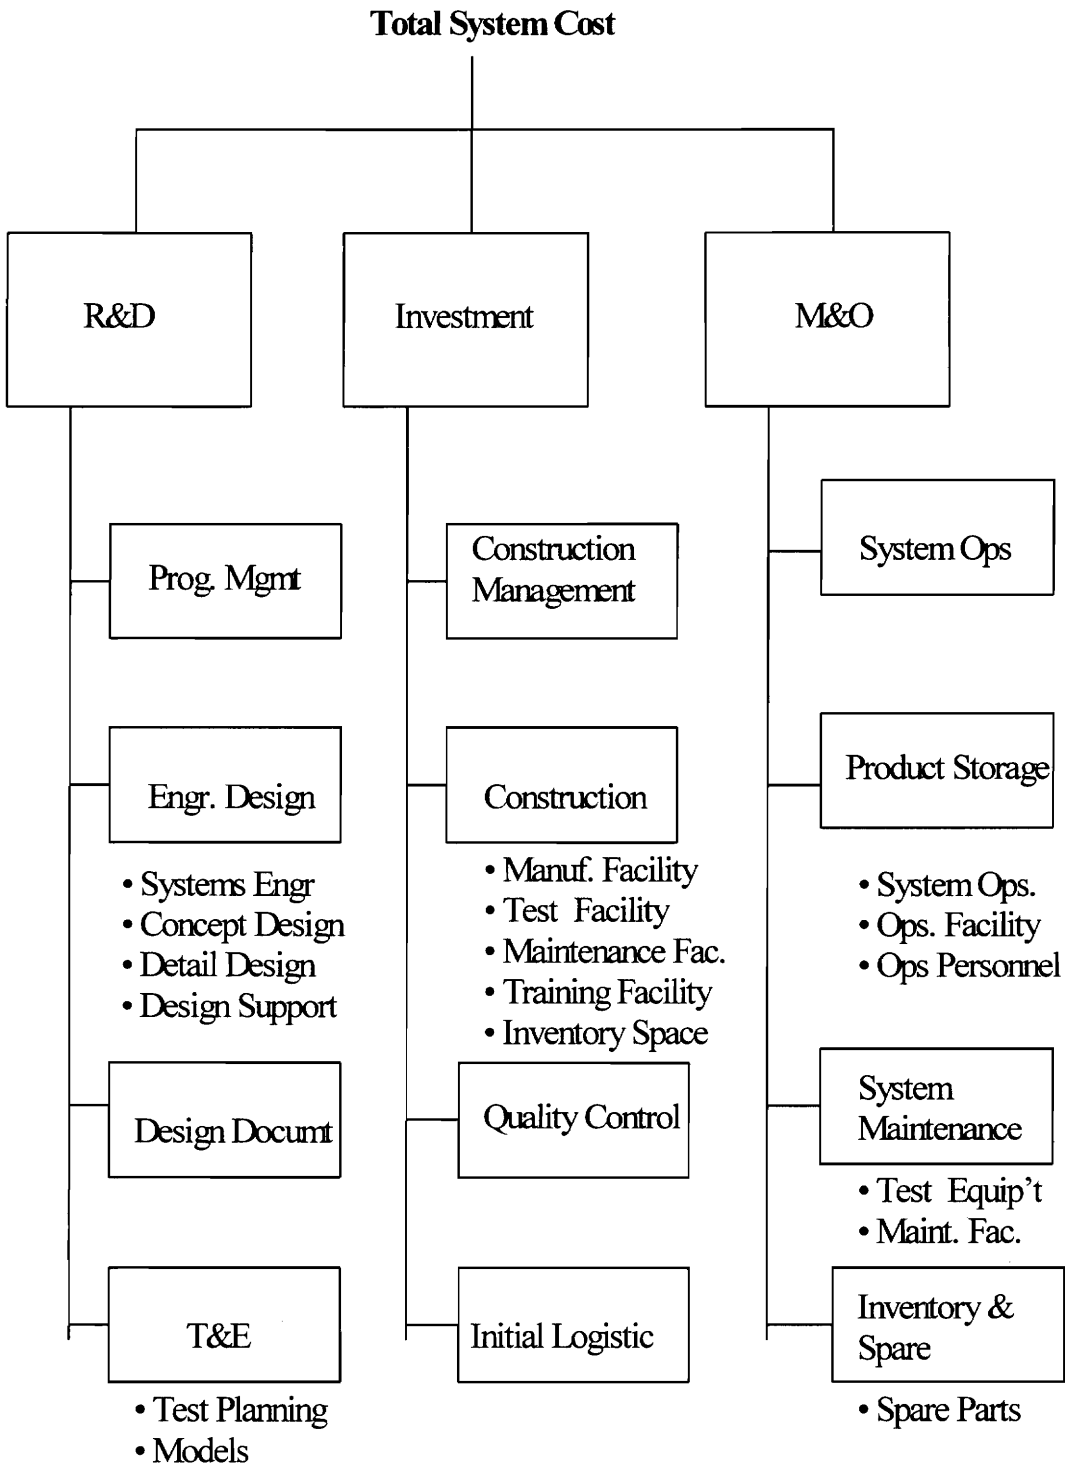 Total System Cost
R&D
Investment
M&O
Prog. Mgmt
Engr. Design
• Systems Engr
• Concept Design
• Detail Design
• Design Support
Design Documt
T&E
• Test Planning
• Models
Construction
Management
Construction
• Manuf. Facility
• Test Facility
• Maintenance Fac.
• Training Facility
• Inventory Space
Quality Control
Initial Logistic
System Ops
Product Storage
• System Ops.
• Ops. Facility
• Ops Personnel
System
Maintenance
• Test Equip't
• Maint. Fac.
Inventory &
Spare
• Spare Parts